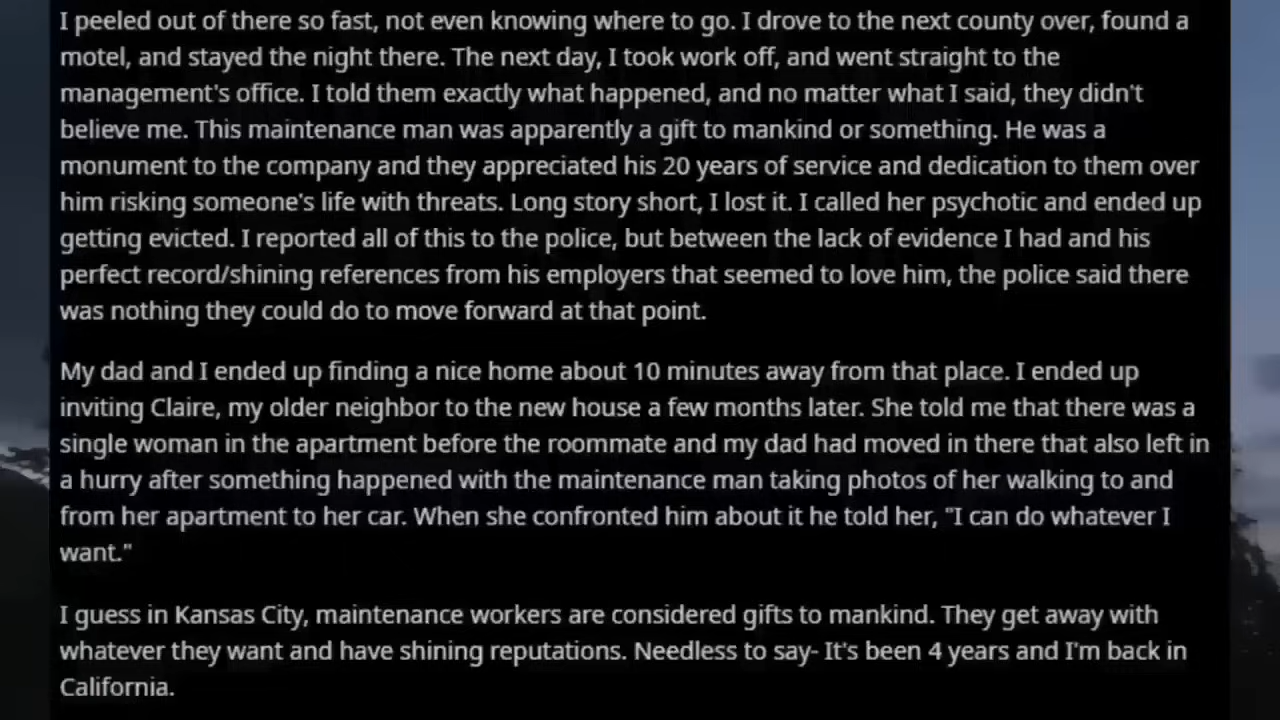 I peeled out of there so fast, not even knowing where to go. I drove to the next county over, found a
motel, and stayed the night there. The next day, I took work off, and went straight to the
management's office. I told them exactly what happened, and no matter what I said, they didn't
believe me. This maintenance man was apparently a gift to mankind or something. He was a
monument to the company and they appreciated his 20 years of service and dedication to them over
him risking someone's life with threats. Long story short, I lost it. I called her psychotic and ended up
getting evicted. I reported all of this to the police, but between the lack of evidence I had and his
perfect record/shining references from his employers that seemed to love him, the police said there
was nothing they could do to move forward at that point.
My dad and I ended up finding a nice home about 10 minutes away from that place. I ended up
inviting Claire, my older neighbor to the new house a few months later. She told me that there was a
single woman in the apartment before the roommate and my dad had moved in there that also left in
a hurry after something happened with the maintenance man taking photos of her walking to and
from her apartment to her car. When she confronted him about it he told her, "I can do whatever I
want."
I guess in Kansas City, maintenance workers are considered gifts to mankind. They get away with
whatever they want and have shining reputations. Needless to say- It's been 4 years and I'm back in
California.